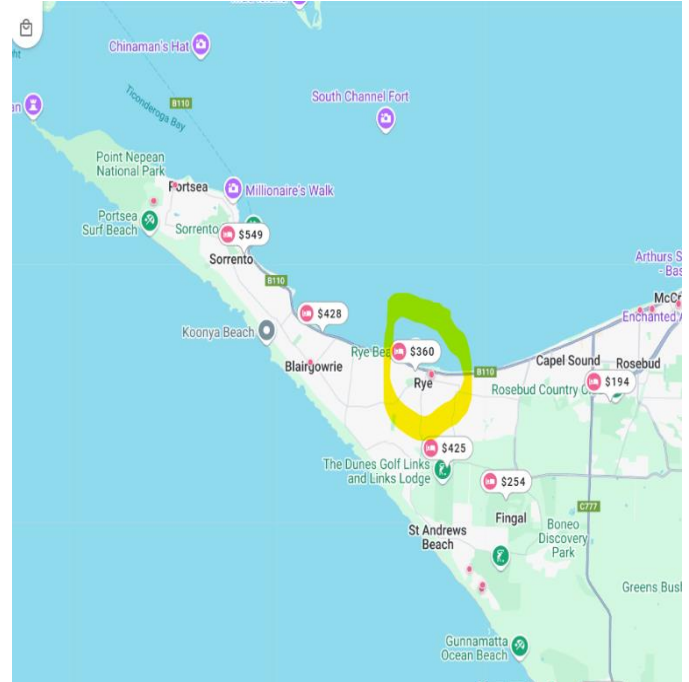 Chinaman's Hat
B110
South Channel Fort
Ticonderoga
Bay
Point Nepean
National Park
Portsea
Millionaire's Walk
Portsea
Surf Beach
Sorrento
$549
Sorrento
B110
Arthurs S
- Bas
McCr
Enchanted A
$428
Koonya Beach
Rye Bea
$360
Blairgowrie
Rye
B110
Capel Sound
Rosebud
Rosebud Country C
$194
$425
The Dunes Golf Links
and Links Lodge
$254
C777
Fingal
St Andrews
Beach
Boneo
Discovery
Park
Greens Bus
Gunnamatta
Ocean Beach